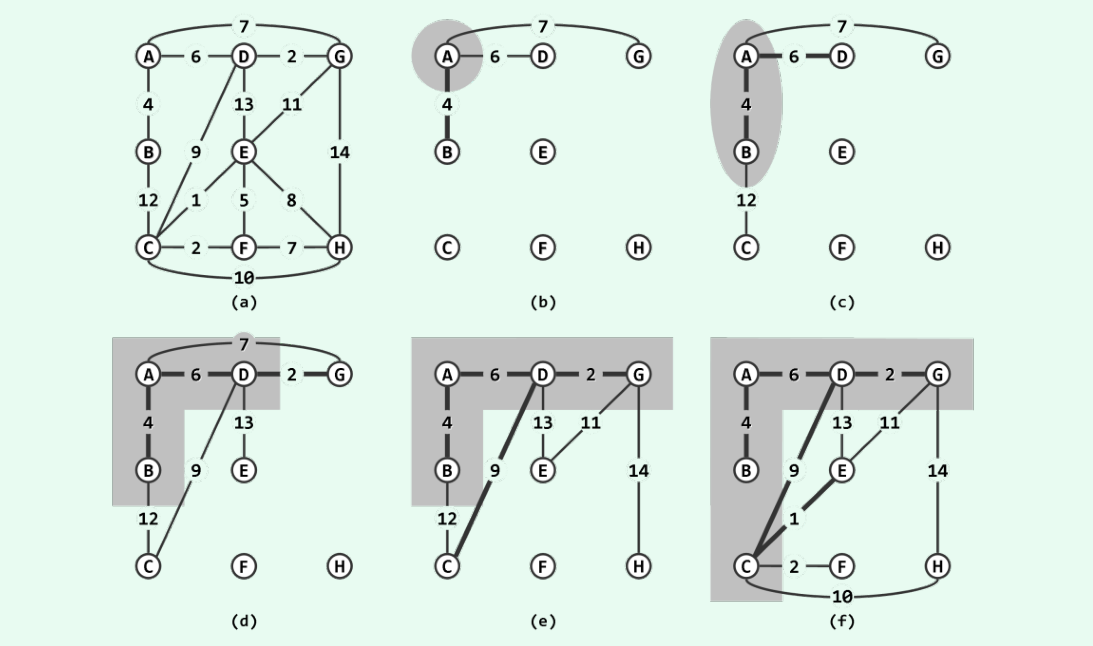 7 7 7
A 6 D 2 G A 6 D G A 6 D G
4 13 11 4 4
B 9 E 14 B E B E
12 1 5 8 12
C 2 F 7 H C F H C F H
10
(a) (b) (c)
7
A 6 D 2 G A 6 D 2 G A 6 D 2 G
4 13 4 13 11 4 13 11
B 9 E B 9 E 14 B 9 E 14
12 12 1
C F H C F H C 2 F H
10
(d) (e) (f)